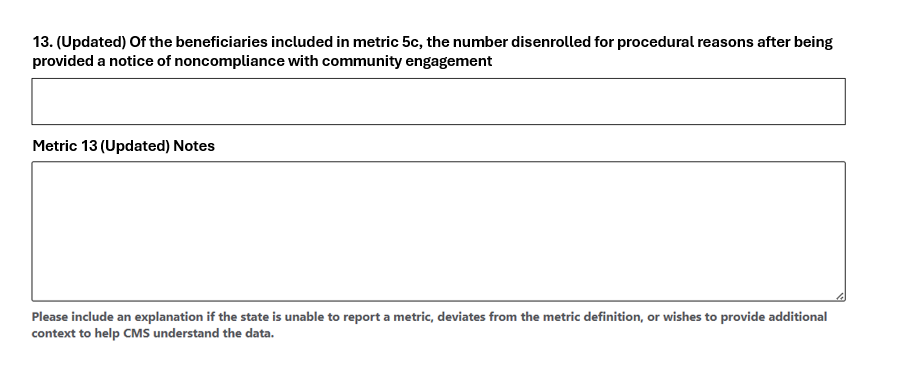 13. (Updated) Of the beneficiaries included in metric 5c, the number disenrolled for procedural reasons after being
provided a notice of noncompliance with community engagement
Metric 13 (Updated) Notes
Please include an explanation if the state is unable to report a metric, deviates from the metric definition, or wishes to provide additional
context to help CMS understand the data.